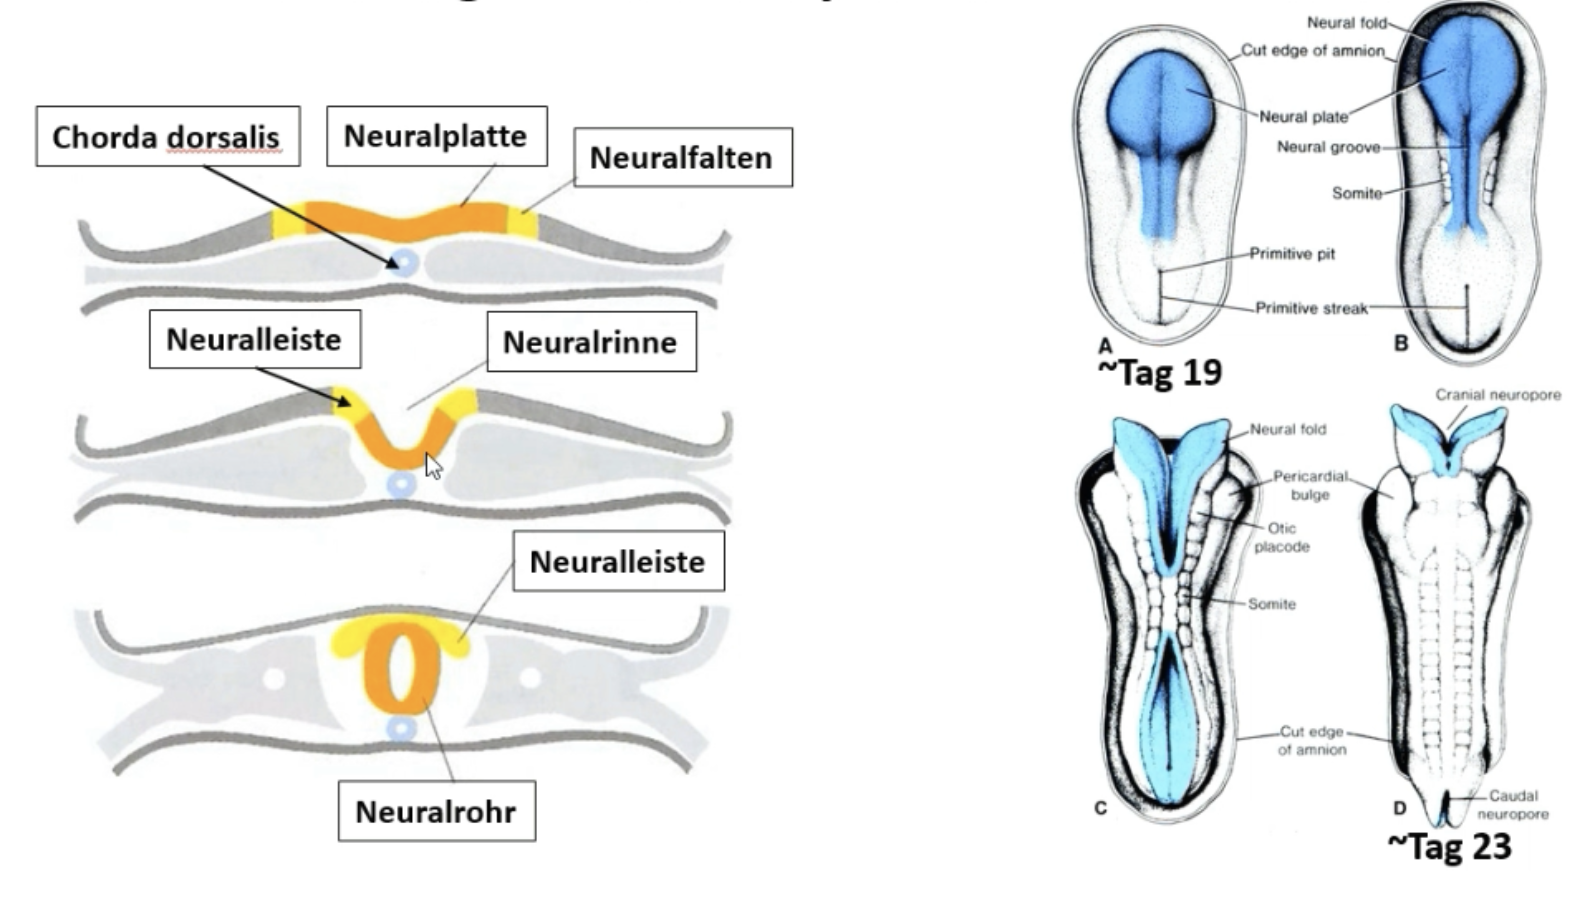 Chorda dorsalis
Neuralplatte
Neuralfalten
Neuralleiste
Neuralrinne
Neuralleiste
Neuralrohr
Neural fold
Cut edge of amnion
Neural plate
Neural groove
Somite
Primitive pit
Primitive streak
A
B
~Tag 19
Cranial neuropore
Neural fold
Pericardial
bulge
Otic
placode
Somite
Cut edge
of amnion
Caudal
neuropore
C
D
~Tag 23